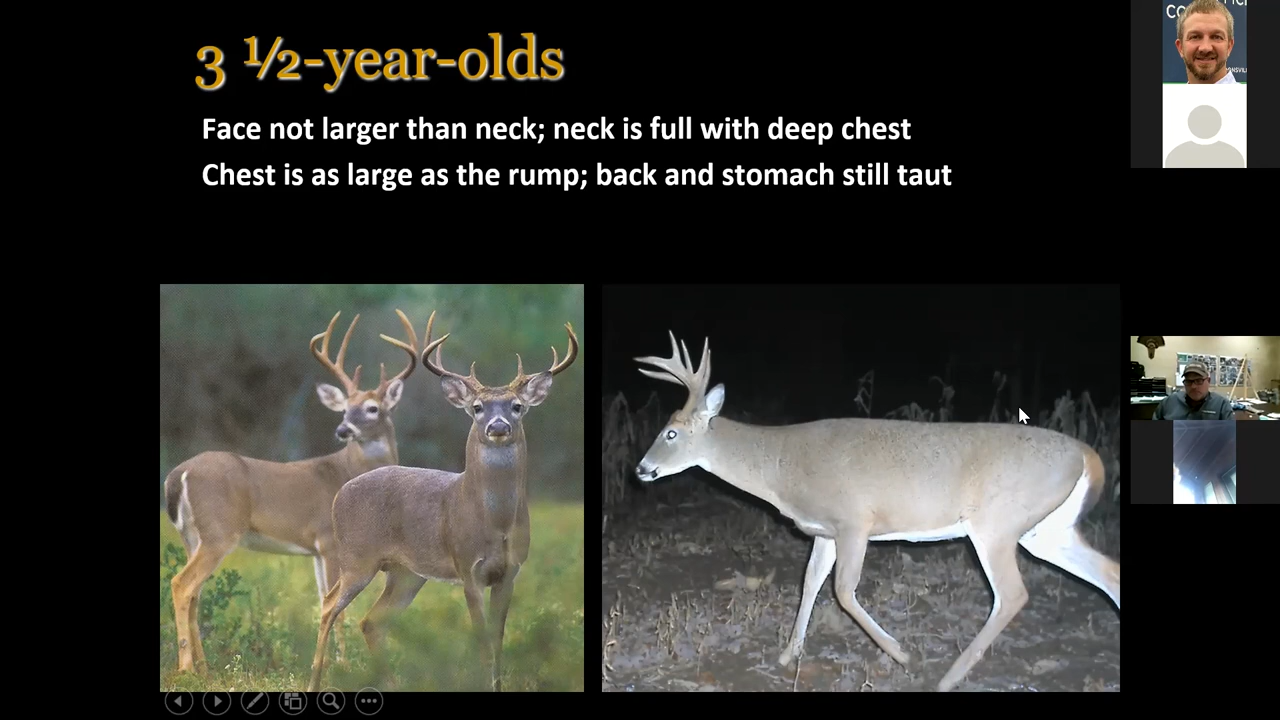 3 ½-year-olds
Face not larger than neck; neck is full with deep chest
Chest is as large as the rump; back and stomach still taut